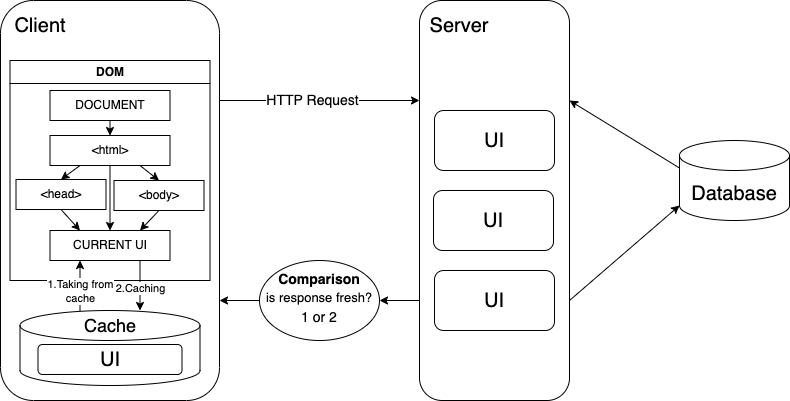 Client
DOM
DOCUMENT
<html>
<head>
<body>
CURRENT UI
1.Taking from
cache
2.Caching
Cache
UI
HTTP Request
Comparison
is response fresh?
1 or 2
Server
UI
UI
UI
Database